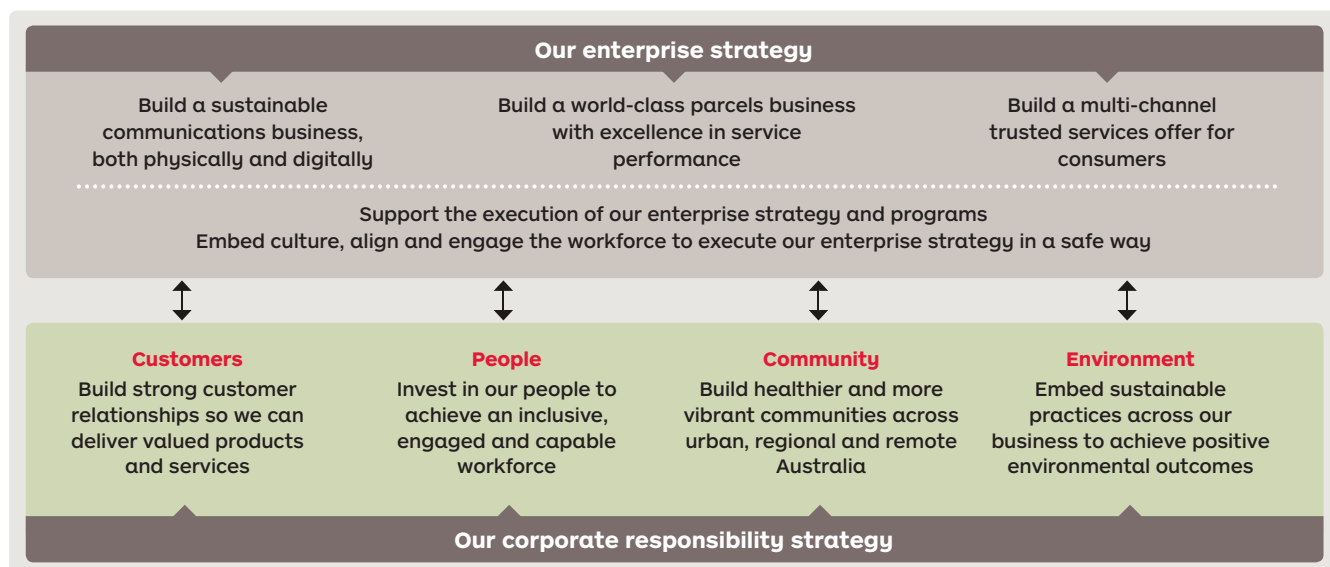 Our enterprise strategy
Build a sustainable
communications business,
both physically and digitally
Build a world-class parcels business
with excellence in service
performance
Build a multi-channel
trusted services offer for
consumers
Support the execution of our enterprise strategy and programs
Embed culture, align and engage the workforce to execute our enterprise strategy in a safe way
Customers
Build strong customer
relationships so we can
deliver valued products
and services
People
Invest in our people to
achieve an inclusive,
engaged and capable
workforce
Community
Build healthier and more
vibrant communities across
urban, regional and remote
Australia
Environment
Embed sustainable
practices across our
business to achieve positive
environmental outcomes
Our corporate responsibility strategy